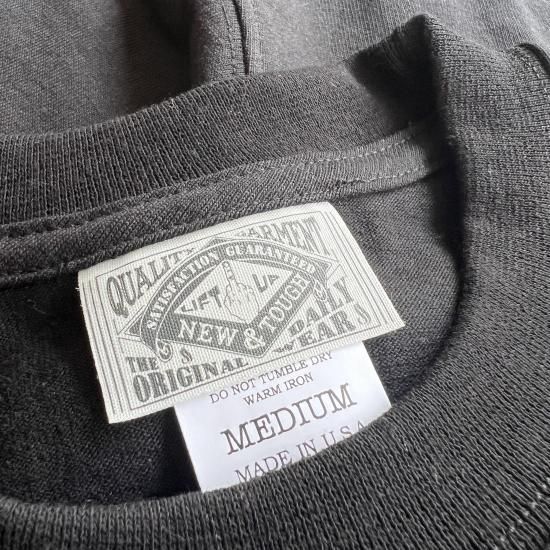 QUALITY GARMENT
SATISFACTION GUARANTEED
LIFT UP
NEW & TOUGH
THE
DAILY
ORIGINAL WEARS
DO NOT TUMBLE DRY
WARM IRON
MEDIUM
MADE IN U.S.A.